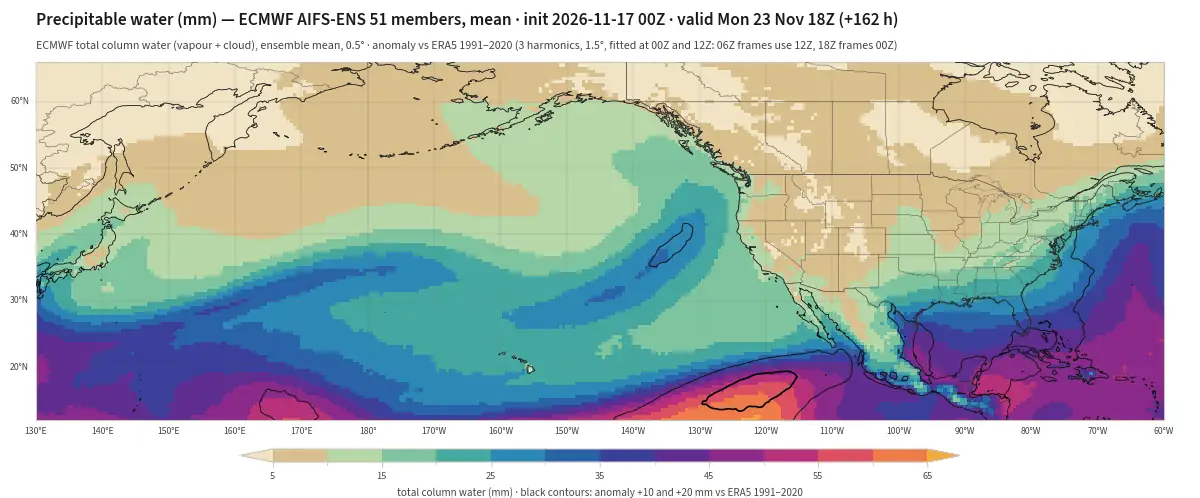 Precipitable water (mm) — ECMWF AIFS-ENS 51 members, mean · init 2026-11-17 00Z · valid Mon 23 Nov 18Z (+162 h)
ECMWF total column water (vapour + cloud), ensemble mean, 0.5° · anomaly vs ERA5 1991–2020 (3 harmonics, 1.5°, fitted at 00Z and 12Z: 06Z frames use 12Z, 18Z frames 00Z)
60°N
50°N
40°N
30°N
20°N
130°E 140°E 150°E 160°E 170°E 180° 170°W 160°W 150°W 140°W 130°W 120°W 110°W 100°W 90°W 80°W 70°W 60°W
5 15 25 35 45 55 65
total column water (mm) · black contours: anomaly +10 and +20 mm vs ERA5 1991–2020